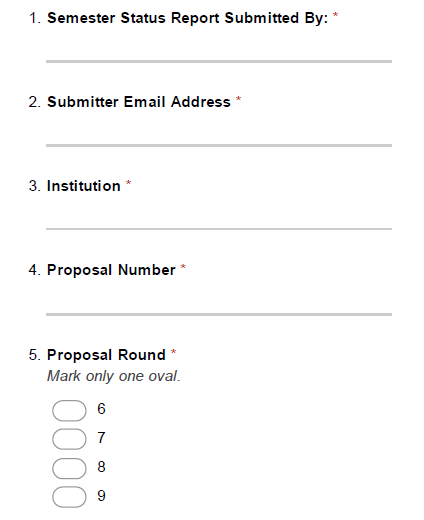 1. Semester Status Report Submitted By: *
2. Submitter Email Address *
3. Institution *
4. Proposal Number *
5. Proposal Round *
Mark only one oval.
6
7
8
9